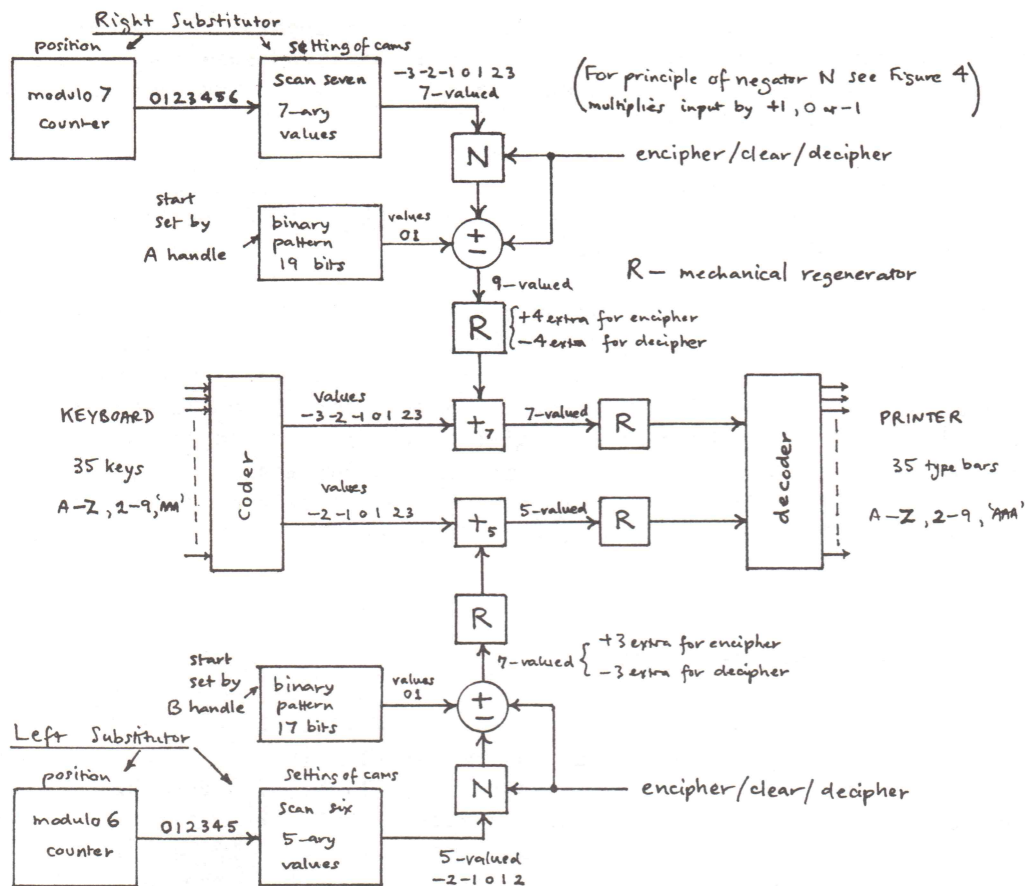 Right Substitutor
position
modulo 7
counter
0123456
setting of cams
scan seven
7-ary
values
-3-2-1 0 1 23
7-valued
(For principle of negator N see Figure 4)
multiplies input by +1, 0 or -1
N
encipher/clear/decipher
start
set by
A handle
binary
pattern
19 bits
values
01
+
-
9-valued
R - mechanical regenerator
R
+4 extra for encipher
-4 extra for decipher
KEYBOARD
35 keys
A-Z, 2-9, 'AAA'
coder
values
-3-2-1 0 1 23
+7
7-valued
R
values
-2-1 0 1 23
+5
5-valued
R
decoder
PRINTER
35 type bars
A-Z, 2-9, 'AAA'
R
7-valued
+3 extra for encipher
-3 extra for decipher
start
set by
B handle
binary
pattern
17 bits
values
01
+
-
Left Substitutor
position
modulo 6
counter
012345
setting of cams
scan six
5-ary
values
N
encipher/clear/decipher
5-valued
-2-1 0 1 2